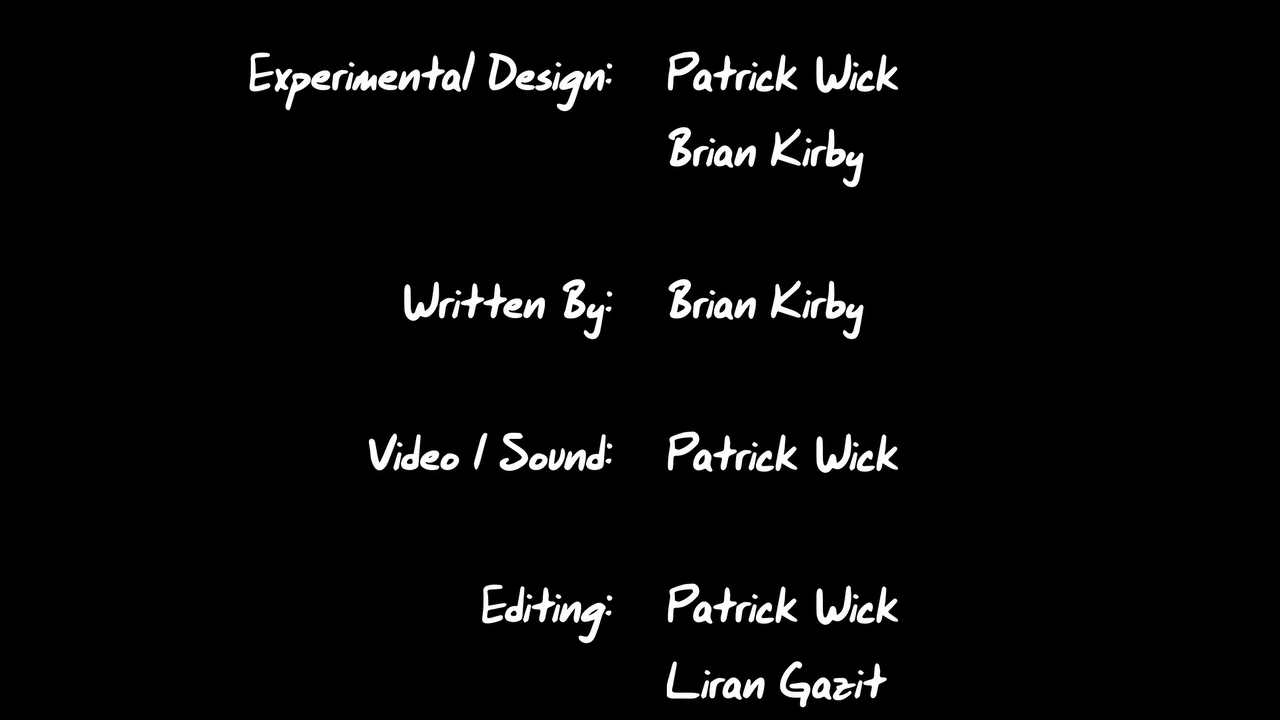 Experimental Design: Patrick Wick
Brian Kirby
Written By: Brian Kirby
Video / Sound: Patrick Wick
Editing: Patrick Wick
Liran Gazit